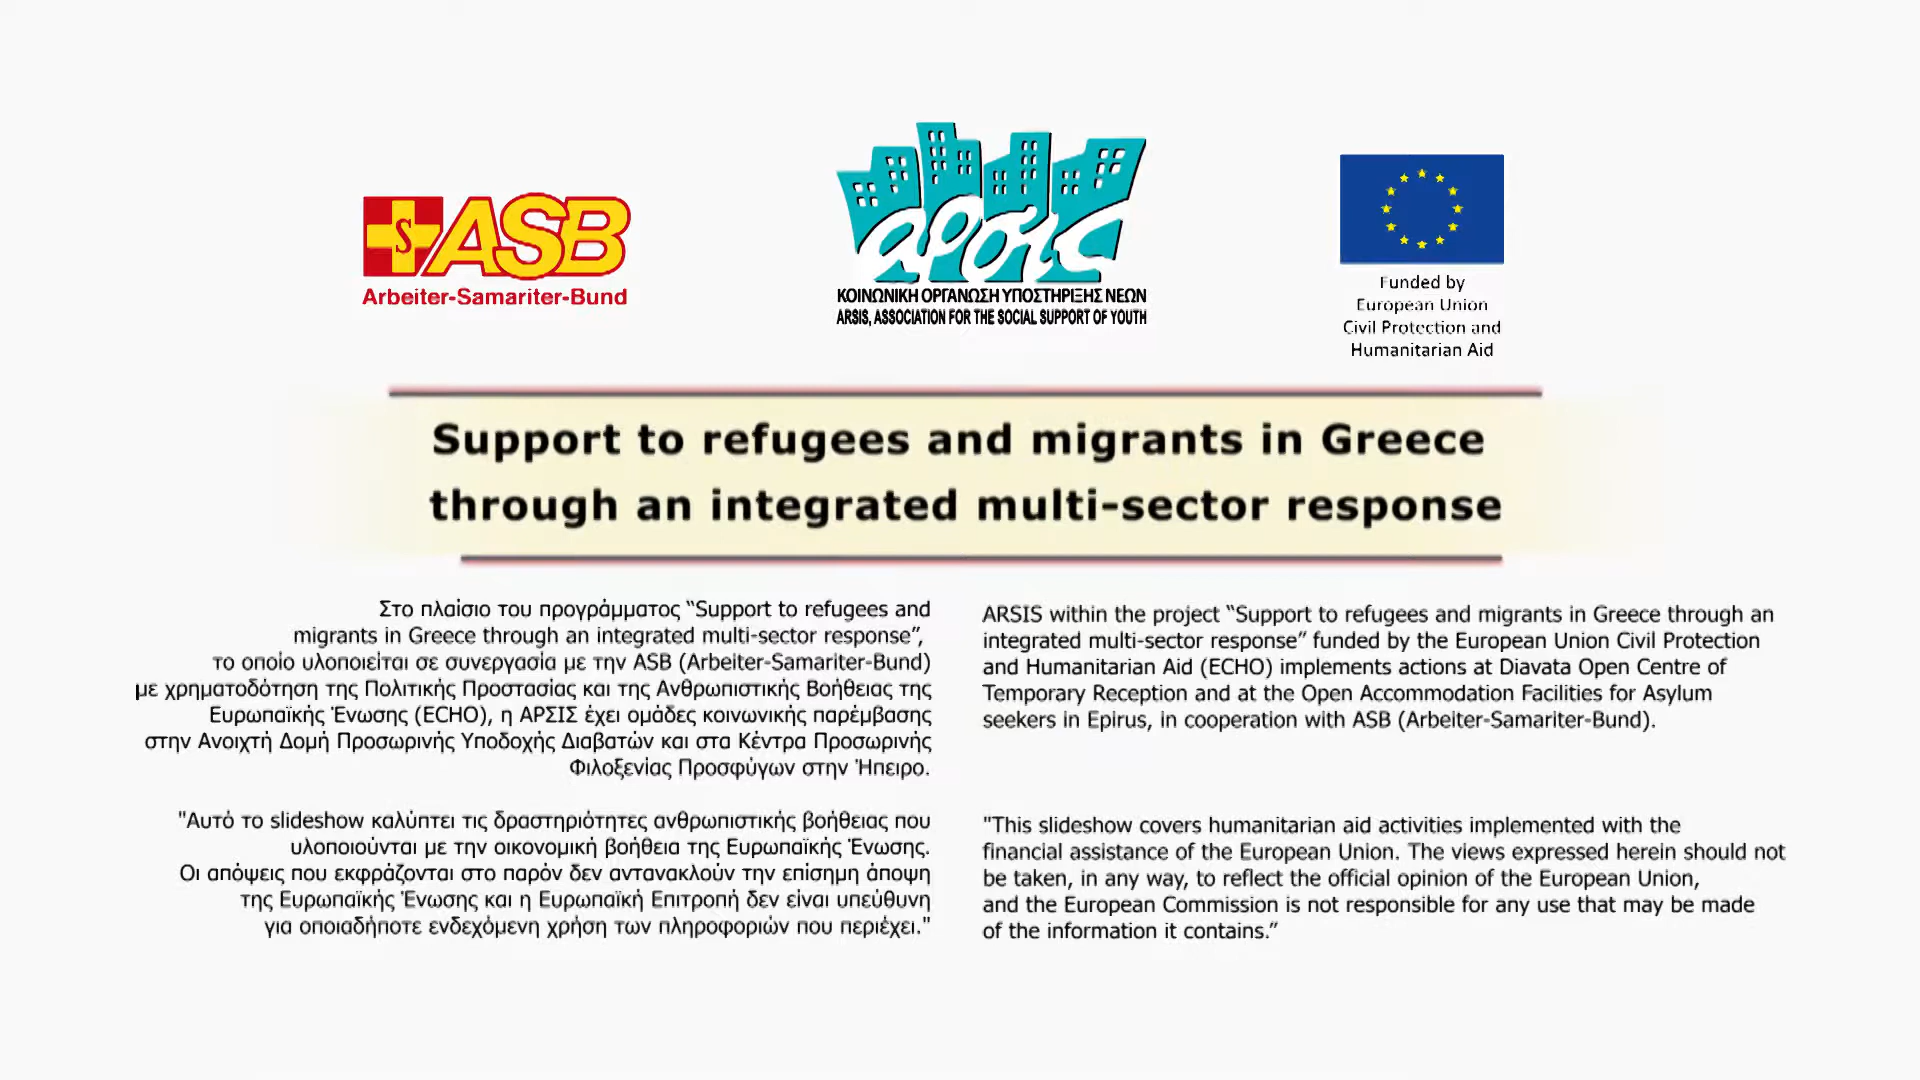 S ASB
Arbeiter-Samariter-Bund
αρσις
ΚΟΙΝΩΝΙΚΗ ΟΡΓΑΝΩΣΗ ΥΠΟΣΤΗΡΙΞΗΣ ΝΕΩΝ
ARSIS, ASSOCIATION FOR THE SOCIAL SUPPORT OF YOUTH
Funded by
European Union
Civil Protection and
Humanitarian Aid
Support to refugees and migrants in Greece
through an integrated multi-sector response
Στο πλαίσιο του προγράμματος “Support to refugees and
migrants in Greece through an integrated multi-sector response”,
το οποίο υλοποιείται σε συνεργασία με την ASB (Arbeiter-Samariter-Bund)
με χρηματοδότηση της Πολιτικής Προστασίας και της Ανθρωπιστικής Βοήθειας της
Ευρωπαϊκής Ένωσης (ECHO), η ΑΡΣΙΣ έχει ομάδες κοινωνικής παρέμβασης
στην Ανοιχτή Δομή Προσωρινής Υποδοχής Διαβατών και στα Κέντρα Προσωρινής
Φιλοξενίας Προσφύγων στην Ήπειρο.
"Αυτό το slideshow καλύπτει τις δραστηριότητες ανθρωπιστικής βοήθειας που
υλοποιούνται με την οικονομική βοήθεια της Ευρωπαϊκής Ένωσης.
Οι απόψεις που εκφράζονται στο παρόν δεν αντανακλούν την επίσημη άποψη
της Ευρωπαϊκής Ένωσης και η Ευρωπαϊκή Επιτροπή δεν είναι υπεύθυνη
για οποιαδήποτε ενδεχόμενη χρήση των πληροφοριών που περιέχει."
ARSIS within the project “Support to refugees and migrants in Greece through an
integrated multi-sector response” funded by the European Union Civil Protection
and Humanitarian Aid (ECHO) implements actions at Diavata Open Centre of
Temporary Reception and at the Open Accommodation Facilities for Asylum
seekers in Epirus, in cooperation with ASB (Arbeiter-Samariter-Bund).
"This slideshow covers humanitarian aid activities implemented with the
financial assistance of the European Union. The views expressed herein should not
be taken, in any way, to reflect the official opinion of the European Union,
and the European Commission is not responsible for any use that may be made
of the information it contains.”